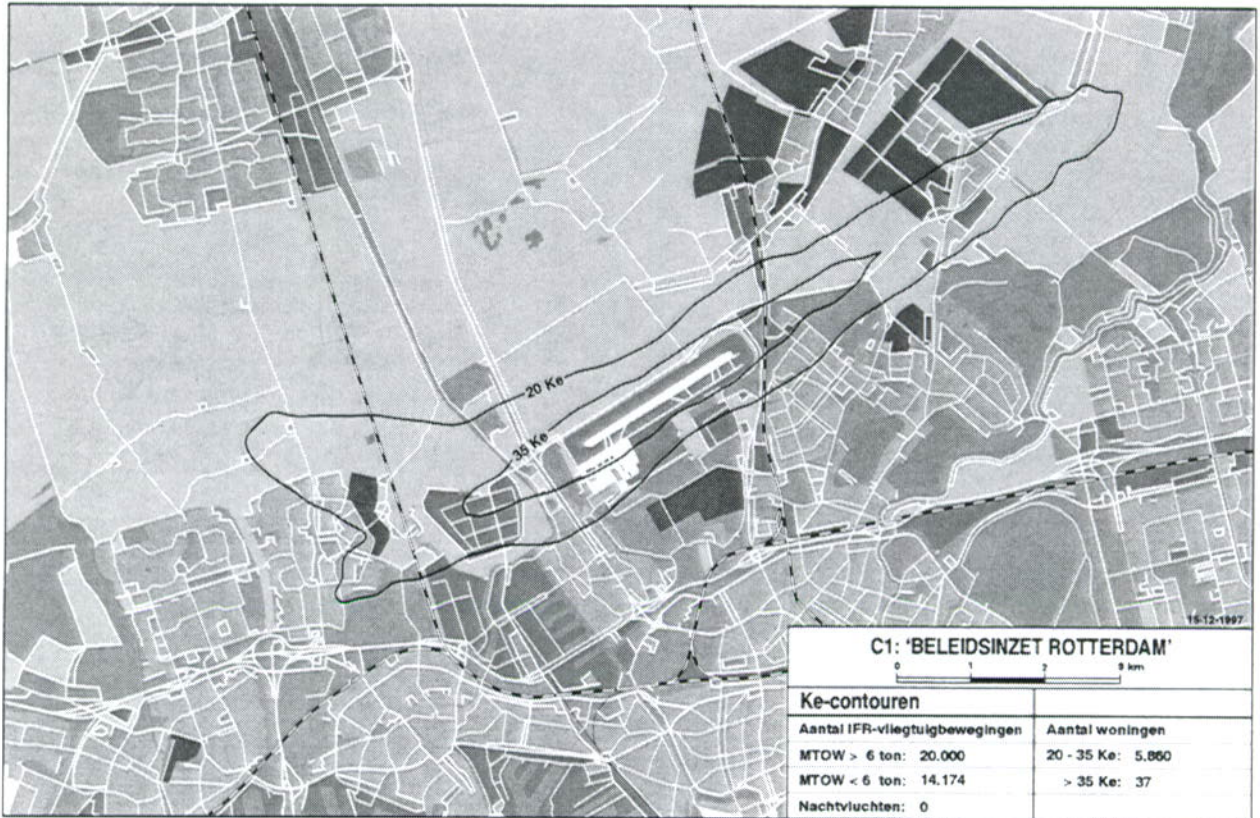 20 Ke
35 Ke
15-12-1997
C1: 'BELEIDSINZET ROTTERDAM'
0 1 2 3 km
Ke-contouren
Aantal IFR-vliegtuigbewegingen
MTOW > 6 ton: 20.000
MTOW < 6 ton: 14.174
Nachtvluchten: 0
Aantal woningen
20 - 35 Ke: 5.860
> 35 Ke: 37